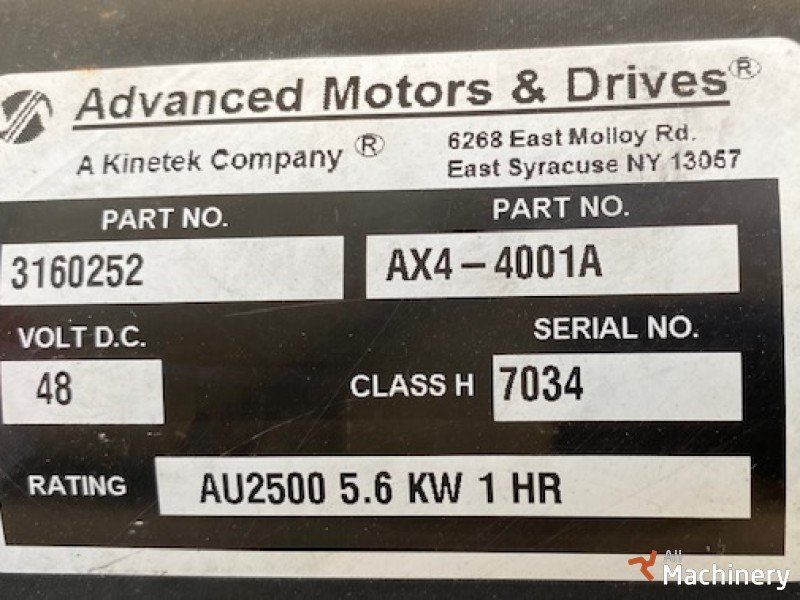 Advanced Motors & Drives®
A Kinetek Company ®
6268 East Molloy Rd.
East Syracuse NY 13057
PART NO.
3160252
PART NO.
AX4-4001A
VOLT D.C.
48
CLASS H
SERIAL NO.
7034
RATING
AU2500 5.6 KW 1 HR
All
Machinery